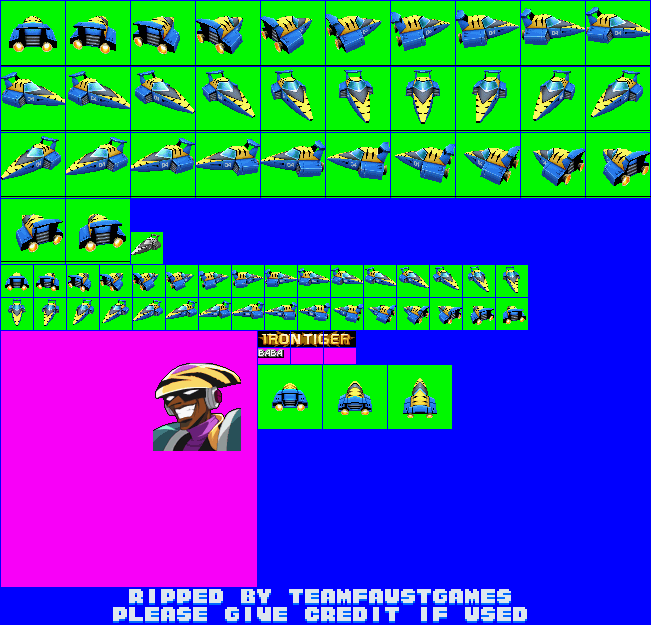 IRONTIGER
BABA
RIPPED BY TEAMFAUSTGAMES
PLEASE GIVE CREDIT IF USED